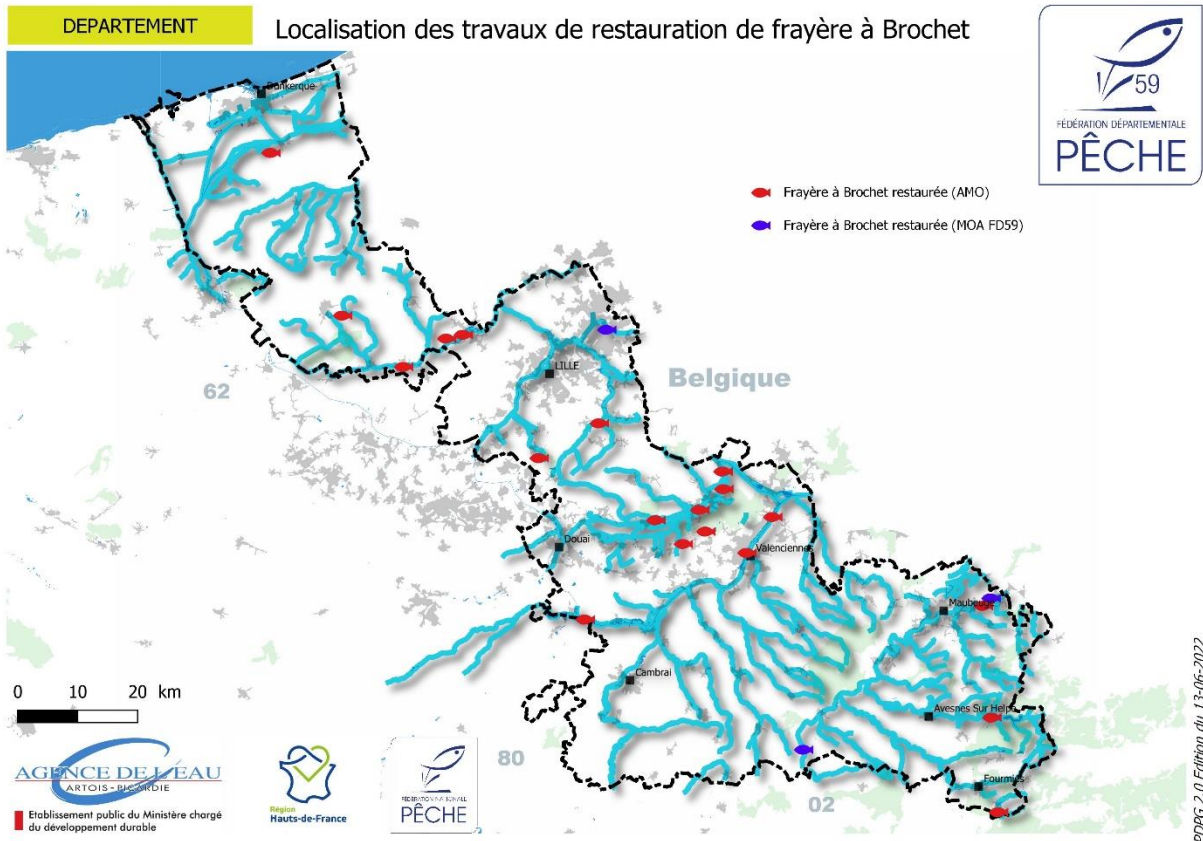 DEPARTEMENT
Localisation des travaux de restauration de frayère à Brochet
59
FÉDÉRATION DÉPARTEMENTALE
PÊCHE
Dunkerque
Frayère à Brochet restaurée (AMO)
Frayère à Brochet restaurée (MOA FD59)
LILLE
Belgique
62
Douai
Valenciennes
Maubeuge
Cambrai
Avesnes Sur Helpe
Fourmies
80
02
0 10 20 km
AGENCE DE L'EAU
ARTOIS - PICARDIE
Etablissement public du Ministère chargé
du développement durable
Région
Hauts-de-France
PÊCHE
PDPG 2.0 Edition du 13-06-2022